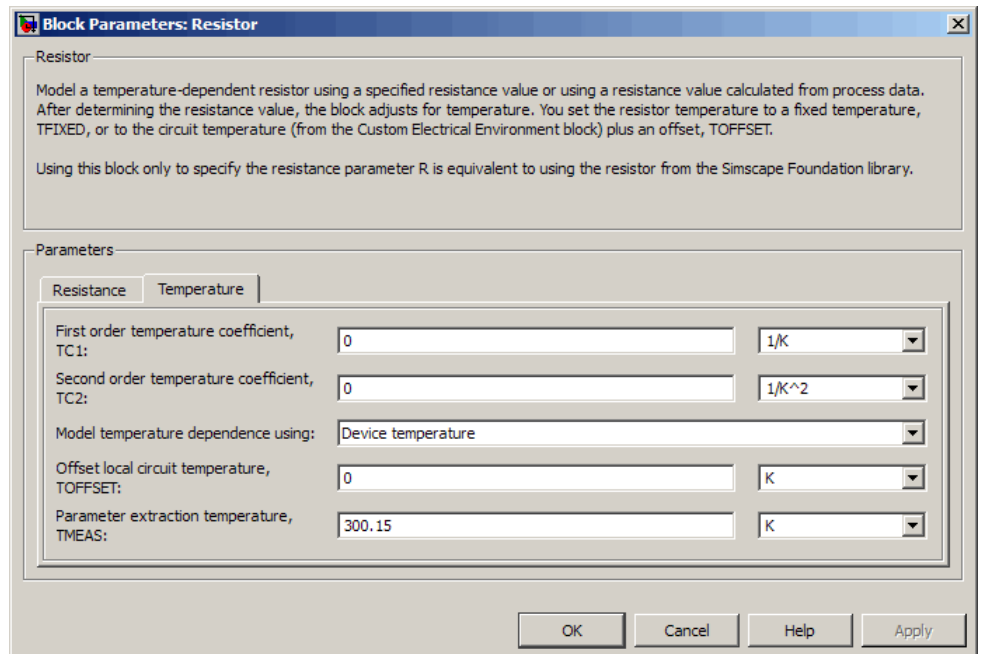 Block Parameters: Resistor
Resistor
Model a temperature-dependent resistor using a specified resistance value or using a resistance value calculated from process data.
After determining the resistance value, the block adjusts for temperature. You set the resistor temperature to a fixed temperature,
TFIXED, or to the circuit temperature (from the Custom Electrical Environment block) plus an offset, TOFFSET.
Using this block only to specify the resistance parameter R is equivalent to using the resistor from the Simscape Foundation library.
Parameters
Resistance Temperature
First order temperature coefficient,
TC1: 0 1/K
Second order temperature coefficient,
TC2: 0 1/K^2
Model temperature dependence using: Device temperature
Offset local circuit temperature,
TOFFSET: 0 K
Parameter extraction temperature,
TMEAS: 300.15 K
OK Cancel Help Apply